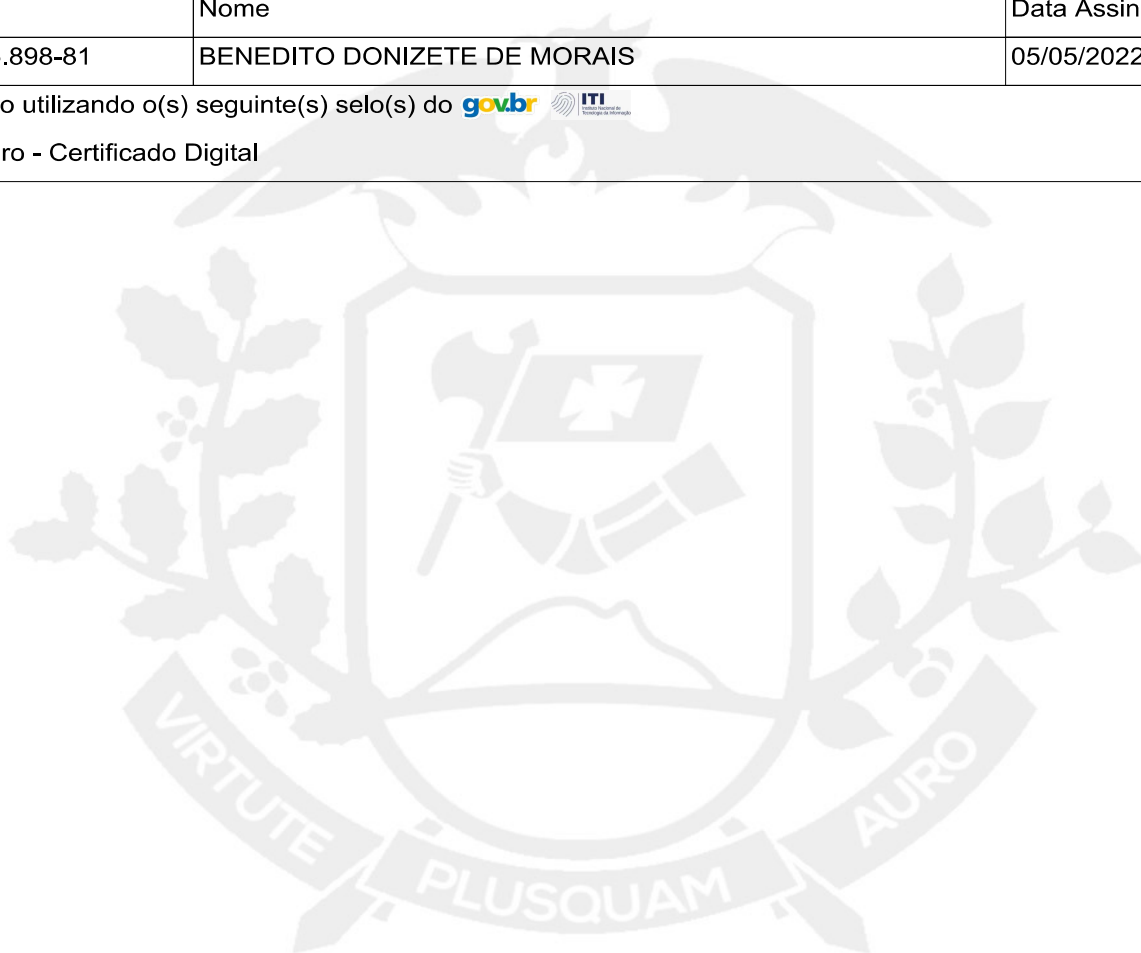 Nome Data Assin
.898-81 BENEDITO DONIZETE DE MORAIS 05/05/2022
o utilizando o(s) seguinte(s) selo(s) do gov.br ITI
ro - Certificado Digital
VIRTUTE PLUSQUAM AURO